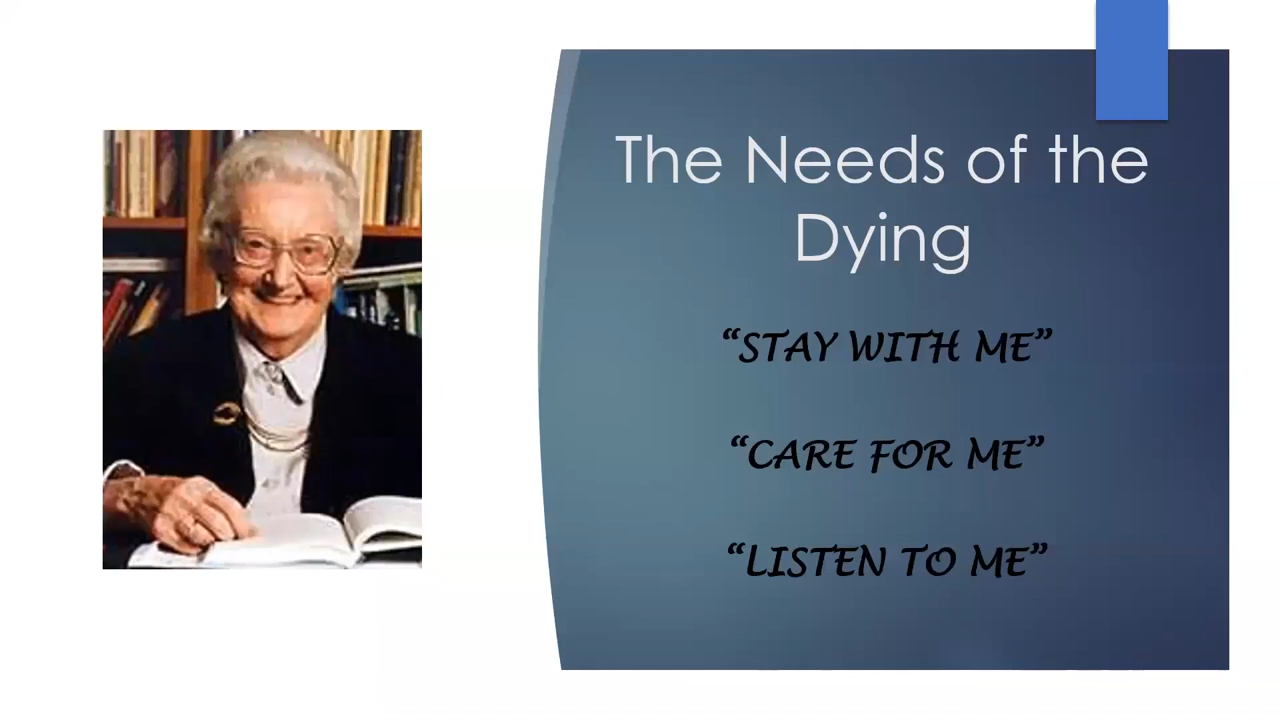 The Needs of the
Dying
“STAY WITH ME”
“CARE FOR ME”
“LISTEN TO ME”